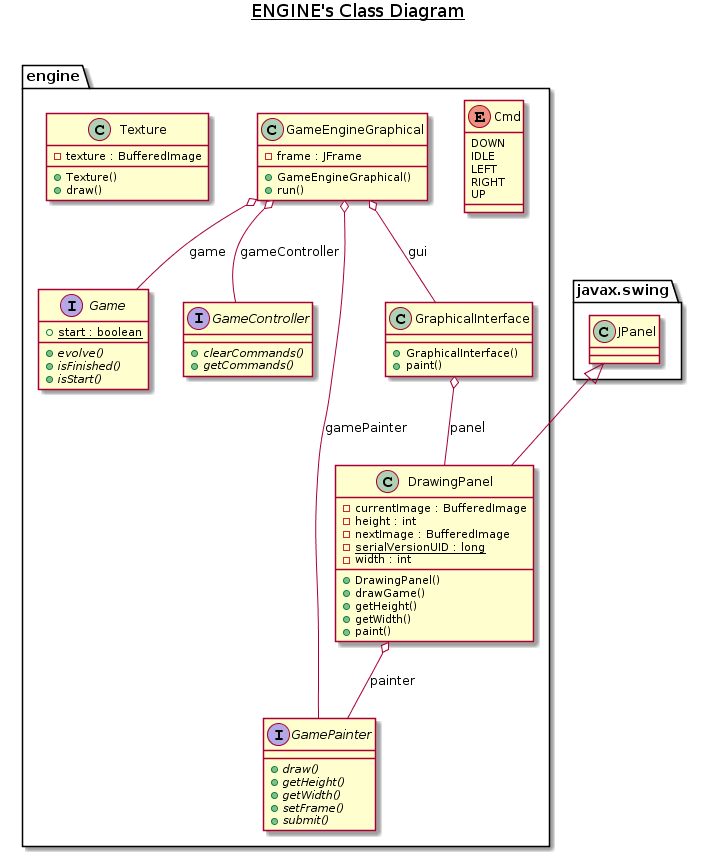 ENGINE's Class Diagram
engine
C Texture
texture : BufferedImage
Texture()
draw()
C GameEngineGraphical
frame : JFrame
GameEngineGraphical()
run()
E Cmd
DOWN
IDLE
LEFT
RIGHT
UP
game
gameController
gui
I Game
start : boolean
evolve()
isFinished()
isStart()
I GameController
clearCommands()
getCommands()
C GraphicalInterface
GraphicalInterface()
paint()
javax.swing
C JPanel
gamePainter
panel
C DrawingPanel
currentImage : BufferedImage
height : int
nextImage : BufferedImage
serialVersionUID : long
width : int
DrawingPanel()
drawGame()
getHeight()
getWidth()
paint()
painter
I GamePainter
draw()
getHeight()
getWidth()
setFrame()
submit()